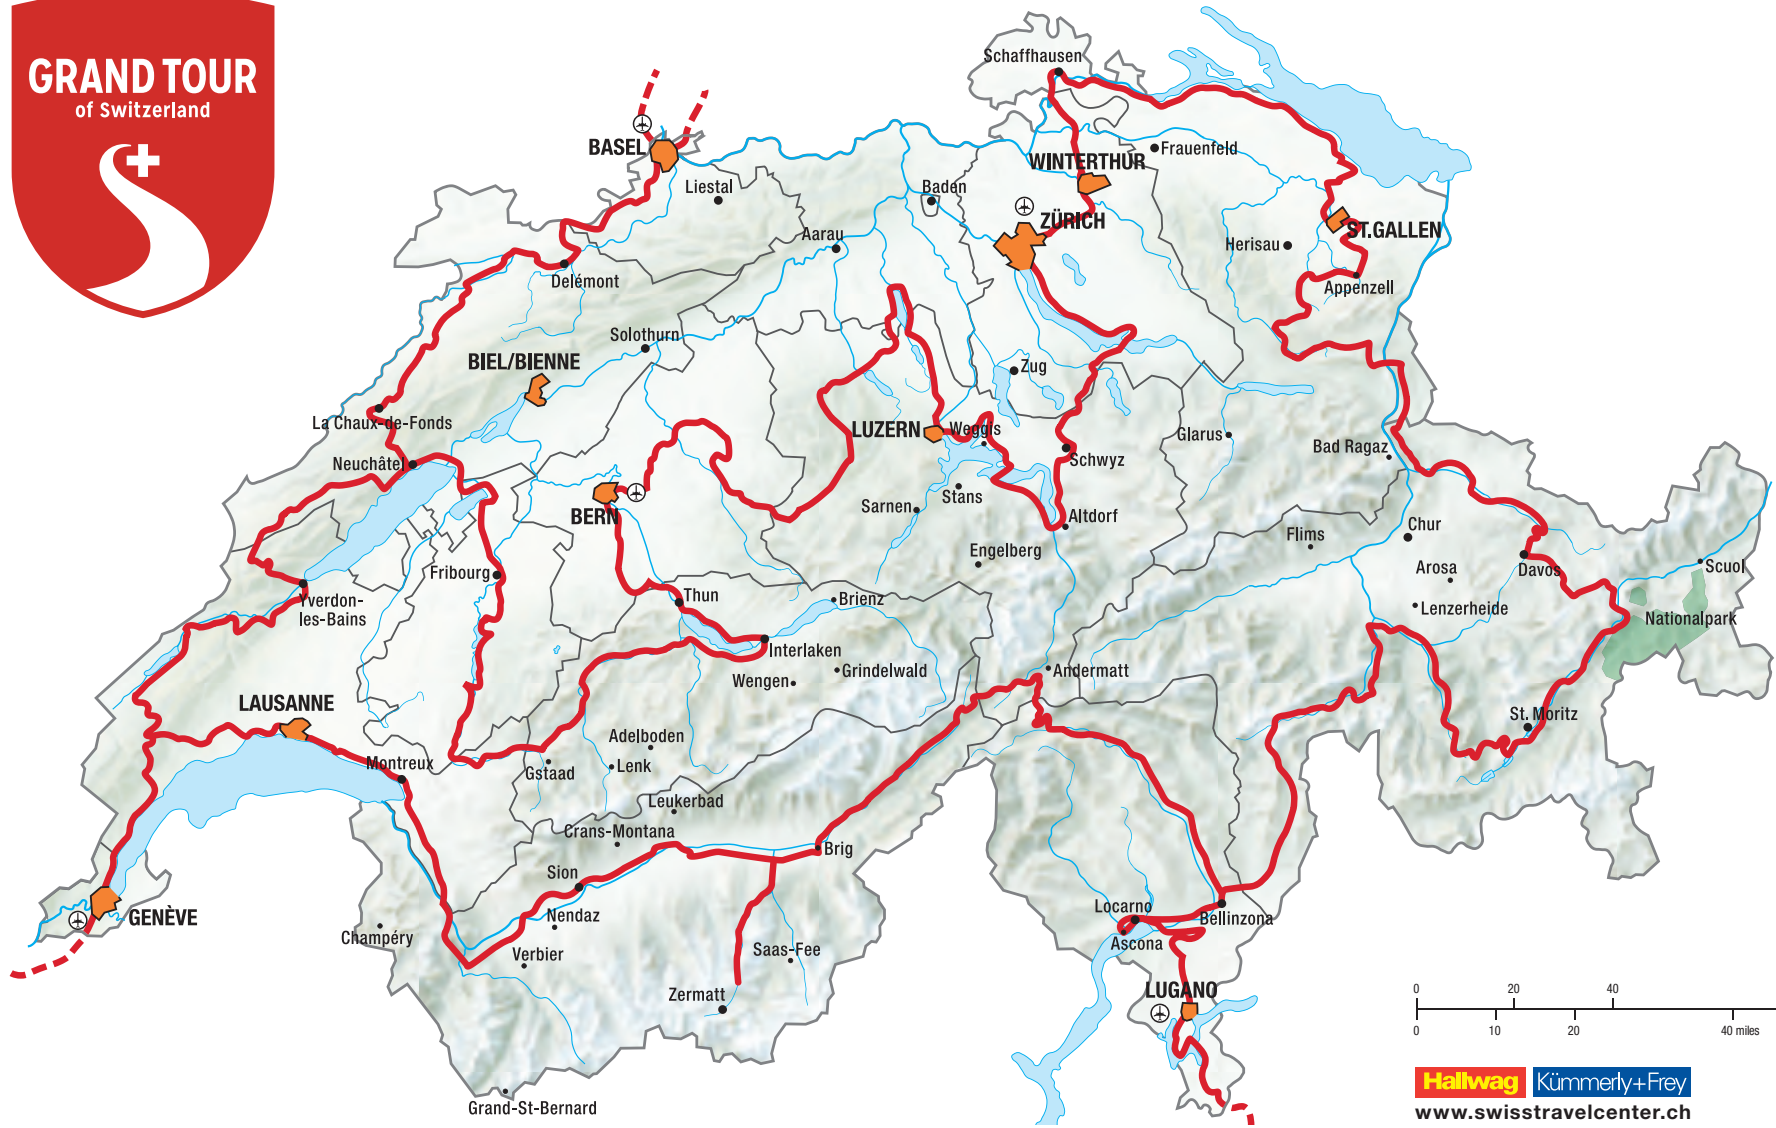 GRAND TOUR
of Switzerland
Schaffhausen
BASEL
WINTERTHUR
Frauenfeld
Liestal
Baden
ZÜRICH
Aarau
Herisau
ST.GALLEN
Delémont
Appenzell
Solothurn
BIEL/BIENNE
Zug
La Chaux-de-Fonds
LUZERN
Weggis
Glarus
Bad Ragaz
Neuchâtel
Schwyz
Stans
Sarnen
BERN
Altdorf
Engelberg
Flims
Chur
Fribourg
Arosa
Davos
Scuol
Yverdon-
les-Bains
Thun
Brienz
Lenzerheide
Nationalpark
Interlaken
Wengen
Grindelwald
Andermatt
LAUSANNE
St. Moritz
Adelboden
Montreux
Gstaad
Lenk
Leukerbad
Crans-Montana
Brig
Sion
Nendaz
Locarno
Bellinzona
GENÈVE
Champéry
Verbier
Saas-Fee
Ascona
Zermatt
LUGANO
0 20 40
0 10 20 40 miles
Grand-St-Bernard
Hallwag Kümmerly+Frey
www.swisstravelcenter.ch